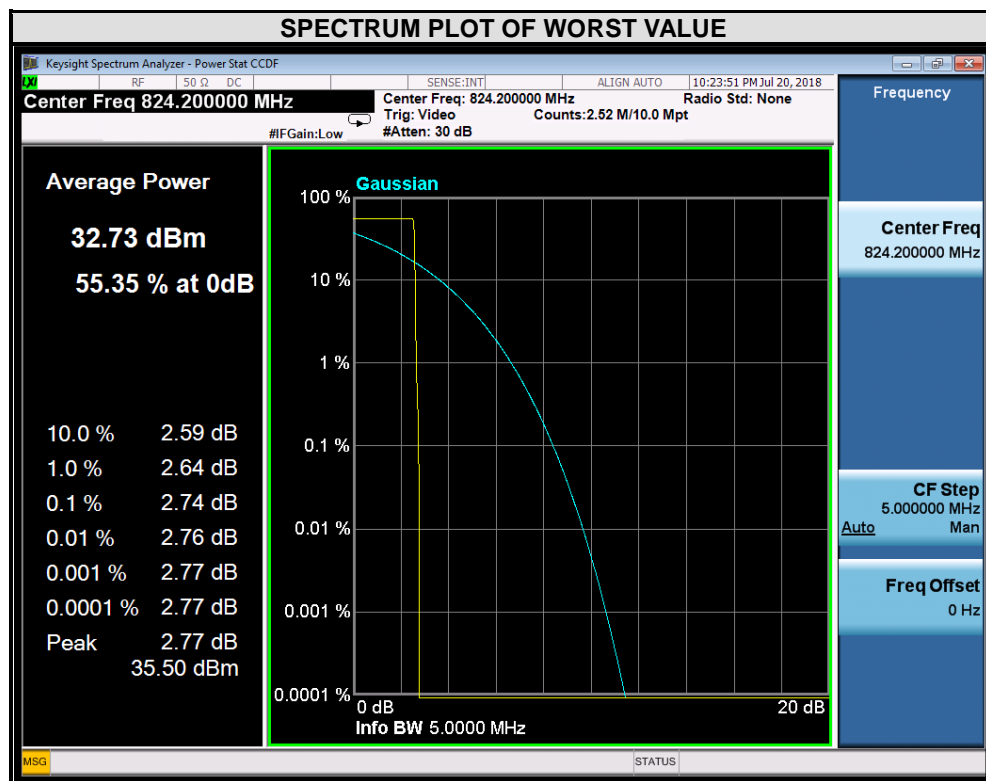 SPECTRUM PLOT OF WORST VALUE
Keysight Spectrum Analyzer - Power Stat CCDF
LXI RF 50 Ω DC SENSE:INT ALIGN AUTO 10:23:51 PM Jul 20, 2018
Center Freq 824.200000 MHz
Center Freq: 824.200000 MHz Radio Std: None
Trig: Video Counts:2.52 M/10.0 Mpt
#IFGain:Low #Atten: 30 dB
Average Power
32.73 dBm
55.35 % at 0dB
10.0 % 2.59 dB
1.0 % 2.64 dB
0.1 % 2.74 dB
0.01 % 2.76 dB
0.001 % 2.77 dB
0.0001 % 2.77 dB
Peak 2.77 dB
35.50 dBm
Gaussian
100 %
10 %
1 %
0.1 %
0.01 %
0.001 %
0.0001 %
0 dB 20 dB
Info BW 5.0000 MHz
Frequency
Center Freq
824.200000 MHz
CF Step
5.000000 MHz
Auto Man
Freq Offset
0 Hz
MSG STATUS